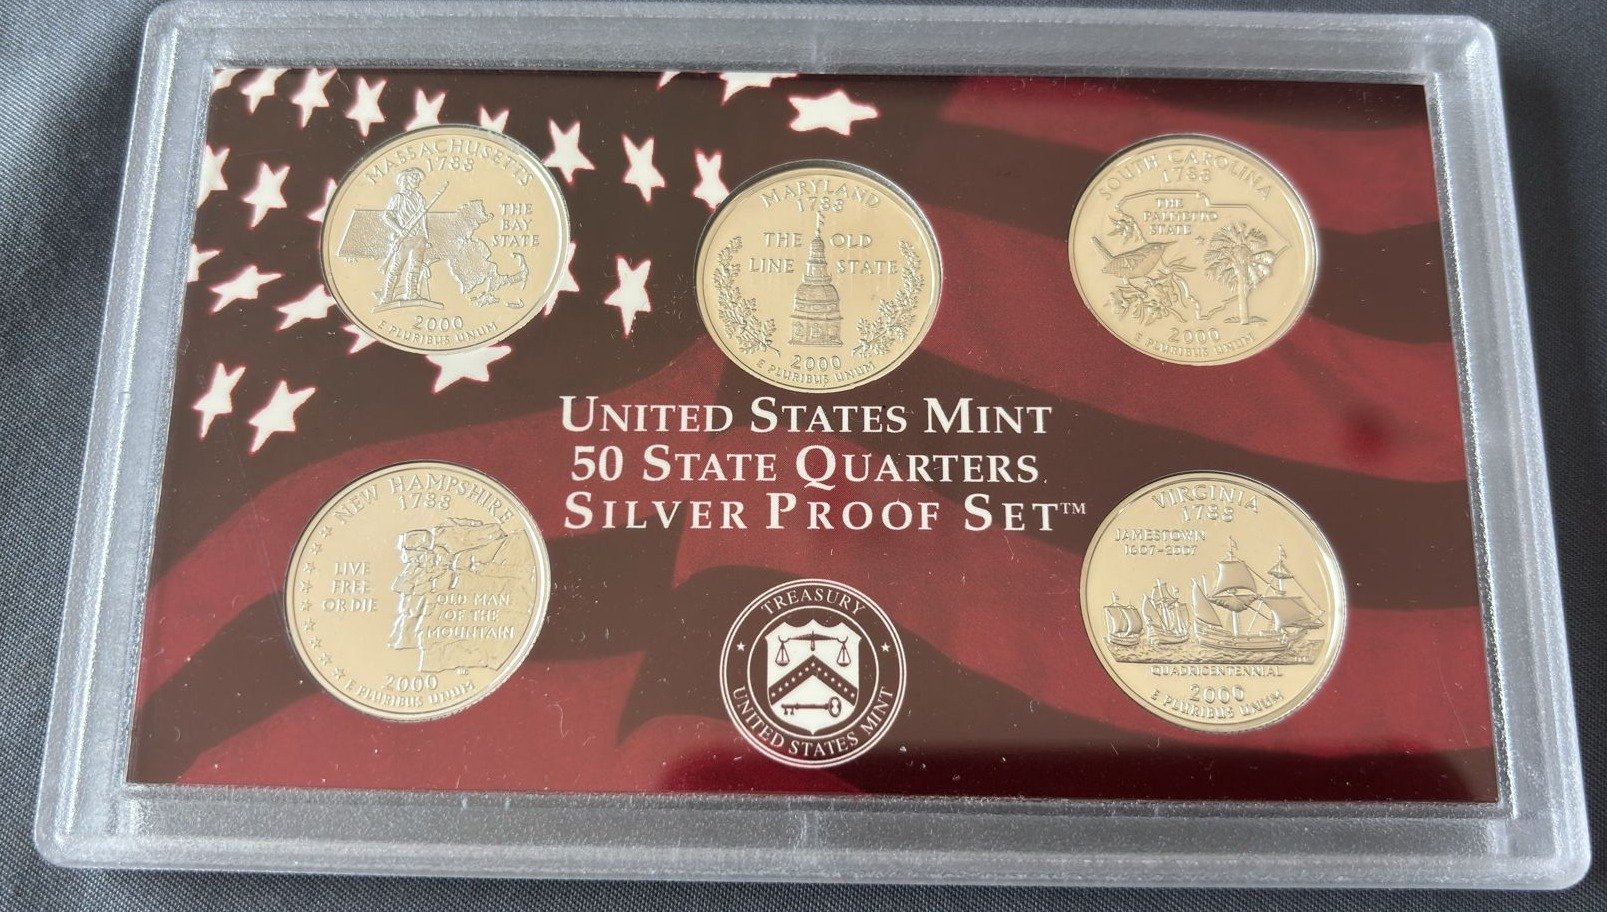 MASSACHUSETTS
1788
THE
BAY
STATE
2000
E PLURIBUS UNUM
MARYLAND
1788
THE OLD
LINE STATE
2000
E PLURIBUS UNUM
SOUTH CAROLINA
1788
THE
PALMETTO
STATE
2000
E PLURIBUS UNUM
UNITED STATES MINT
50 STATE QUARTERS
SILVER PROOF SET™
NEW HAMPSHIRE
1788
LIVE
FREE
OR DIE
OLD MAN
OF THE
MOUNTAIN
2000
E PLURIBUS UNUM
TREASURY
UNITED STATES MINT
VIRGINIA
1788
JAMESTOWN
1607-2007
QUADRICENTENNIAL
2000
E PLURIBUS UNUM